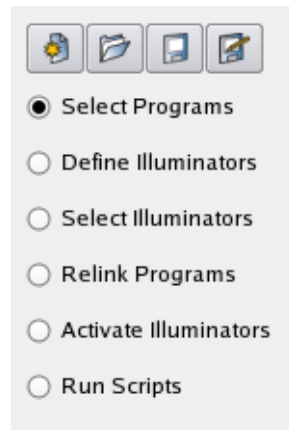 Select Programs
Define Illuminators
Select Illuminators
Relink Programs
Activate Illuminators
Run Scripts